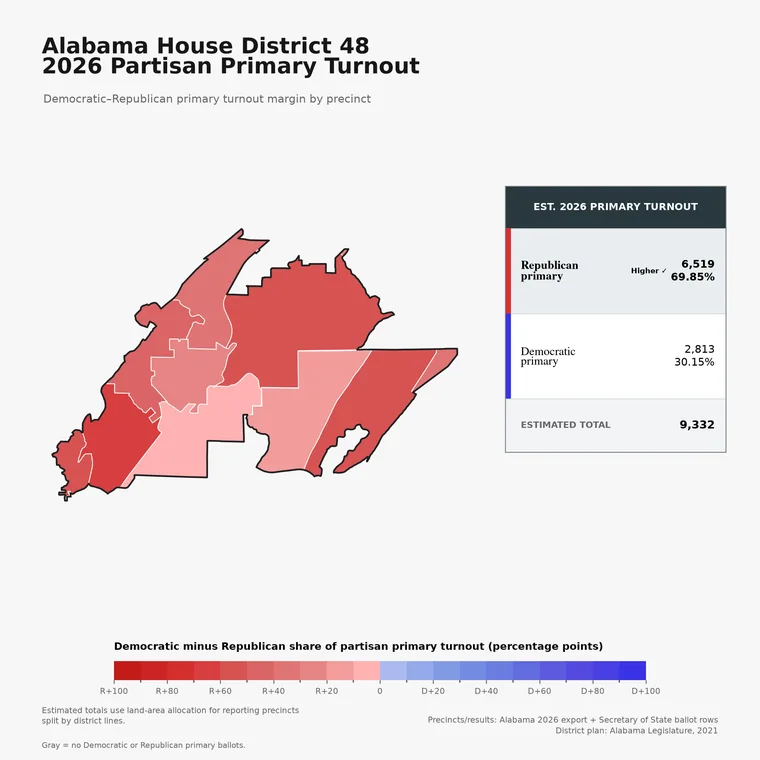 Alabama House District 48
2026 Partisan Primary Turnout
Democratic–Republican primary turnout margin by precinct
EST. 2026 PRIMARY TURNOUT
Republican
primary
Higher ✓
6,519
69.85%
Democratic
primary
2,813
30.15%
ESTIMATED TOTAL
9,332
Democratic minus Republican share of partisan primary turnout (percentage points)
R+100 R+80 R+60 R+40 R+20 0 D+20 D+40 D+60 D+80 D+100
Estimated totals use land-area allocation for reporting precincts
split by district lines.
Gray = no Democratic or Republican primary ballots.
Precincts/results: Alabama 2026 export + Secretary of State ballot rows
District plan: Alabama Legislature, 2021